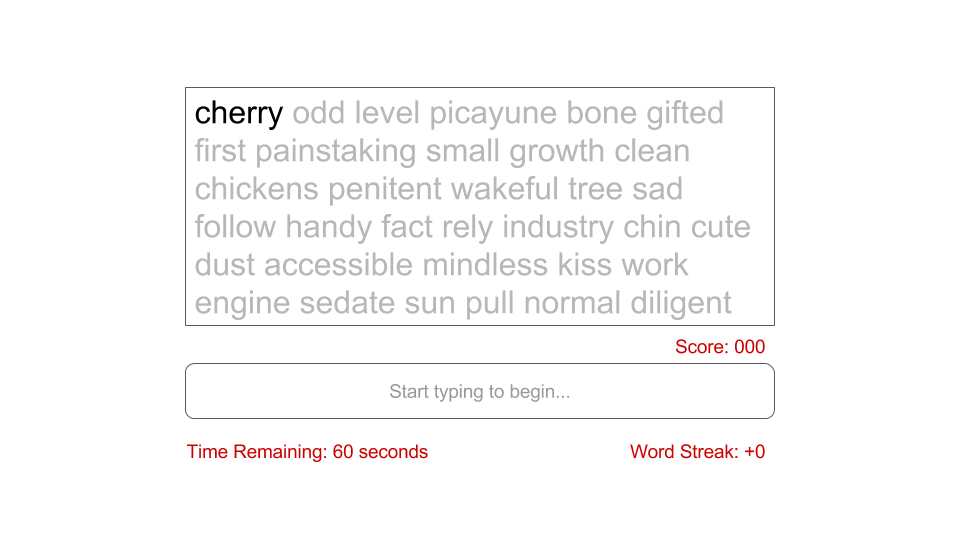 cherry odd level picayune bone gifted
first painstaking small growth clean
chickens penitent wakeful tree sad
follow handy fact rely industry chin cute
dust accessible mindless kiss work
engine sedate sun pull normal diligent
Score: 000
Start typing to begin...
Time Remaining: 60 seconds
Word Streak: +0